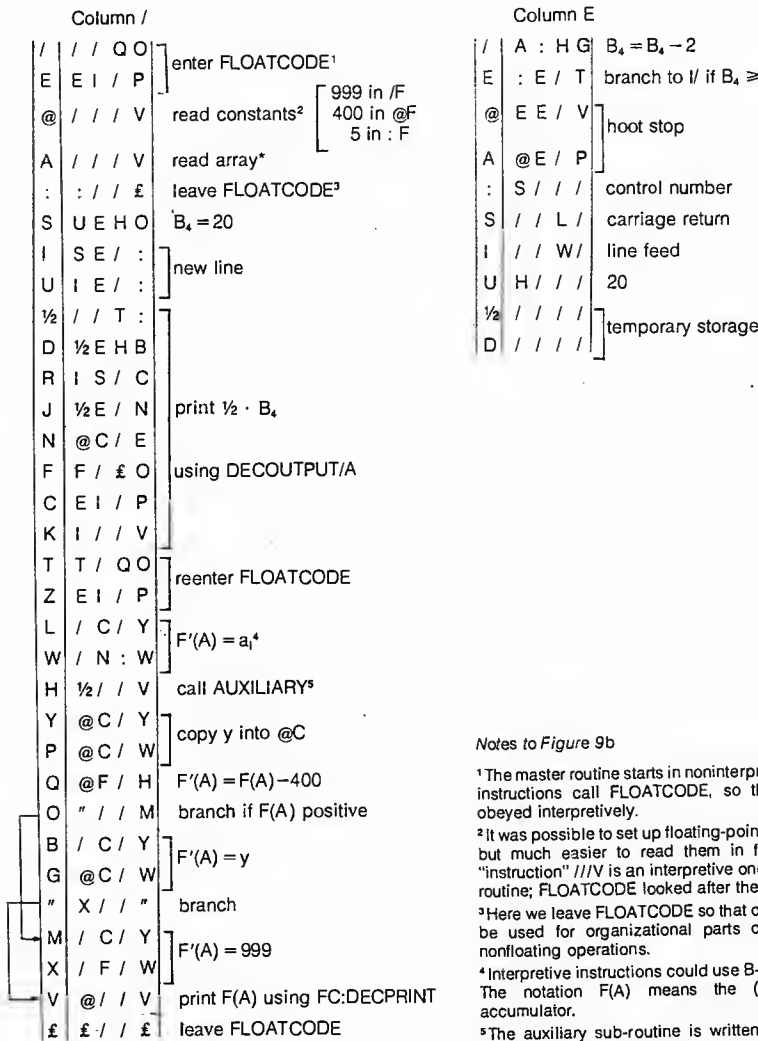 Column /
/ / / Q O enter FLOATCODE¹
E E I / P
@ / / / V read constants² 999 in /F
400 in @F
5 in : F
A / / / V read array*
: : / / £ leave FLOATCODE³
S U E H O B₄ = 20
I S E / : new line
U I E / :
½ / / T : print ½ · B₄
D ½ E H B
R I S / C
J ½ E / N
N @ C / E
F F / £ O using DECOUTPUT/A
C E I / P
K I / / V
T T / Q O reenter FLOATCODE
Z E I / P
L / C / Y F′(A) = aᵢ⁴
W / N : W
H ½ / / V call AUXILIARY⁵
Y @ C / Y copy y into @C
P @ C / W
Q @ F / H F′(A) = F(A) − 400
O " / / M branch if F(A) positive
B / C / Y F′(A) = y
G @ C / W
" X / / " branch
M / C / Y F′(A) = 999
X / F / W
V @ / / V print F(A) using FC:DECPRINT
£ £ / / £ leave FLOATCODE
Column E
/ A : H G B₄ = B₄ − 2
E : E / T branch to I/ if B₄ ≥
@ E E / V hoot stop
A @ E / P
: S / / / control number
S / / L / carriage return
I / / W / line feed
U H / / / 20
½ / / / / temporary storage
D / / / /
Notes to Figure 9b
¹ The master routine starts in noninterpr
instructions call FLOATCODE, so th
obeyed interpretively.
² It was possible to set up floating-poin
but much easier to read them in f
"instruction" ///V is an interpretive on
routine; FLOATCODE looked after the
³ Here we leave FLOATCODE so that o
be used for organizational parts o
nonfloating operations.
⁴ Interpretive instructions could use B-
The notation F(A) means the (
accumulator.
⁵ The auxiliary sub-routine is written